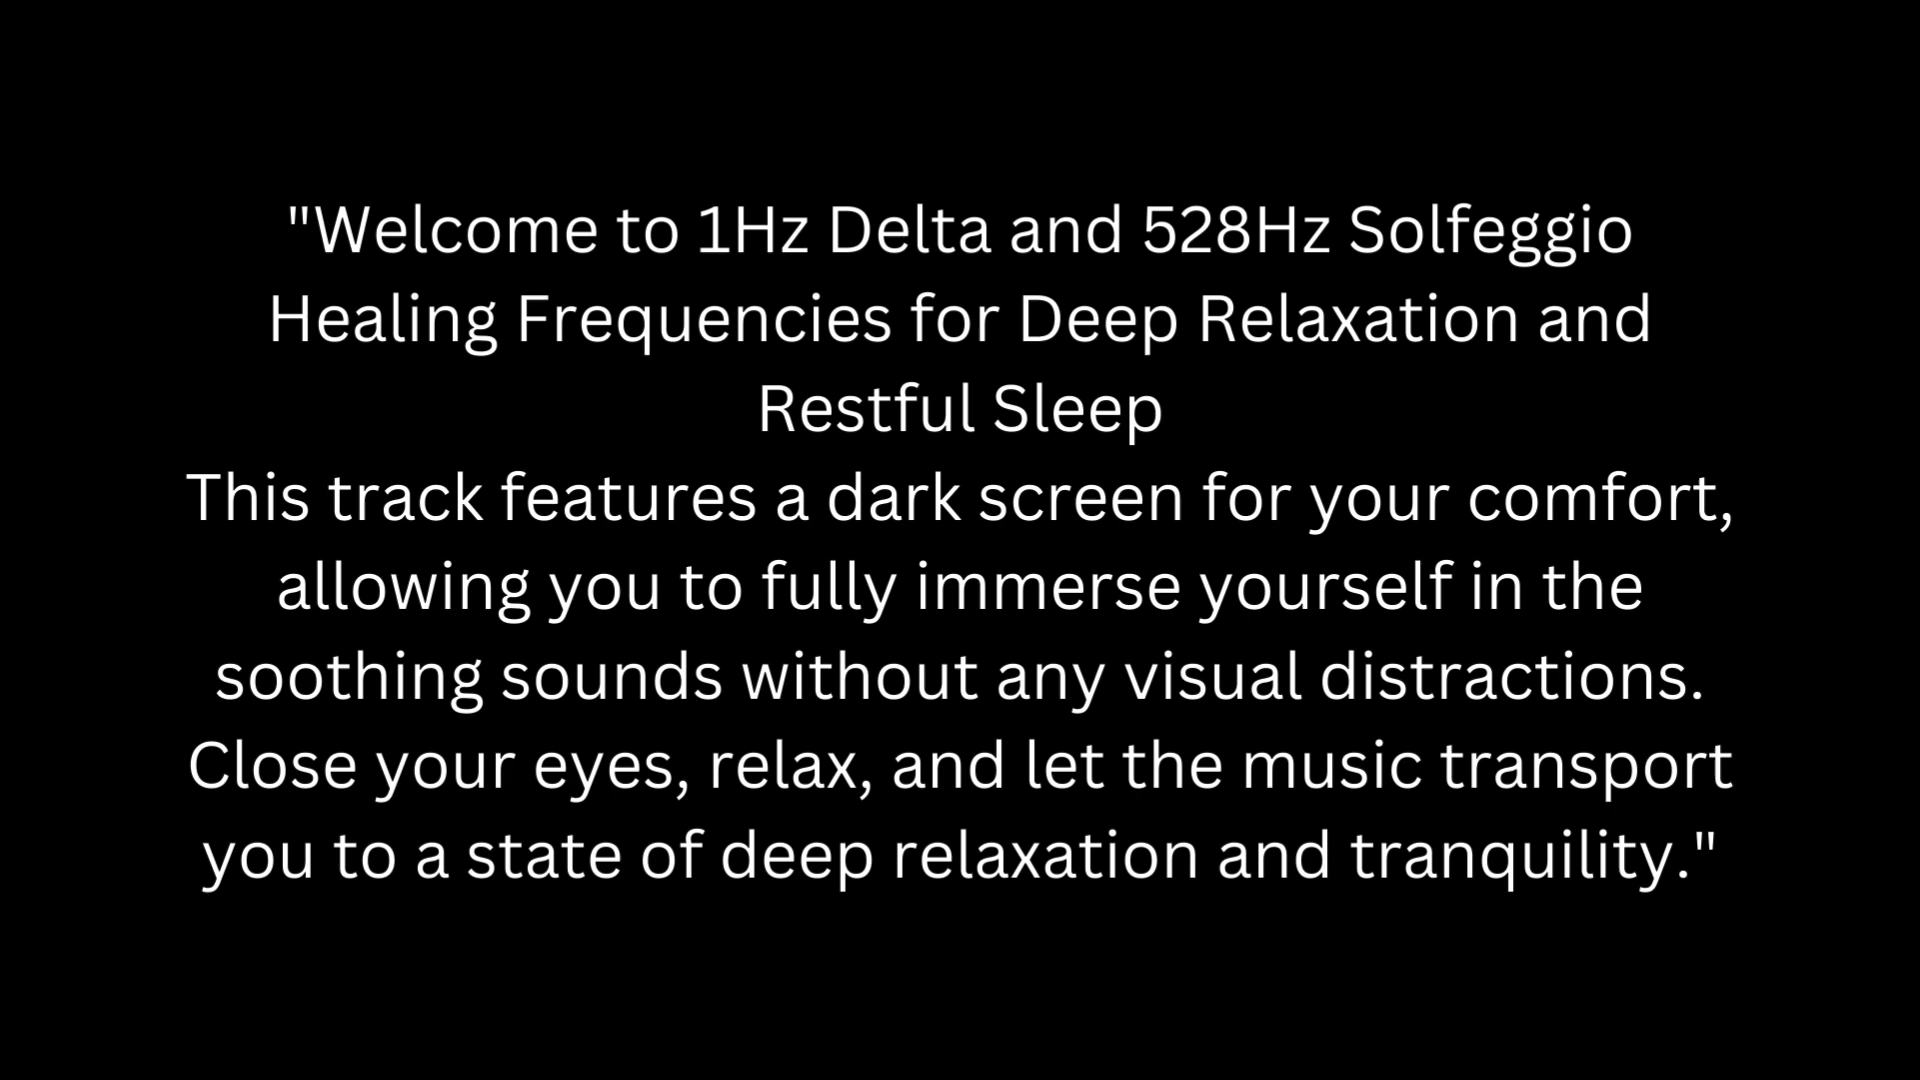 "Welcome to 1Hz Delta and 528Hz Solfeggio
Healing Frequencies for Deep Relaxation and
Restful Sleep
This track features a dark screen for your comfort,
allowing you to fully immerse yourself in the
soothing sounds without any visual distractions.
Close your eyes, relax, and let the music transport
you to a state of deep relaxation and tranquility."